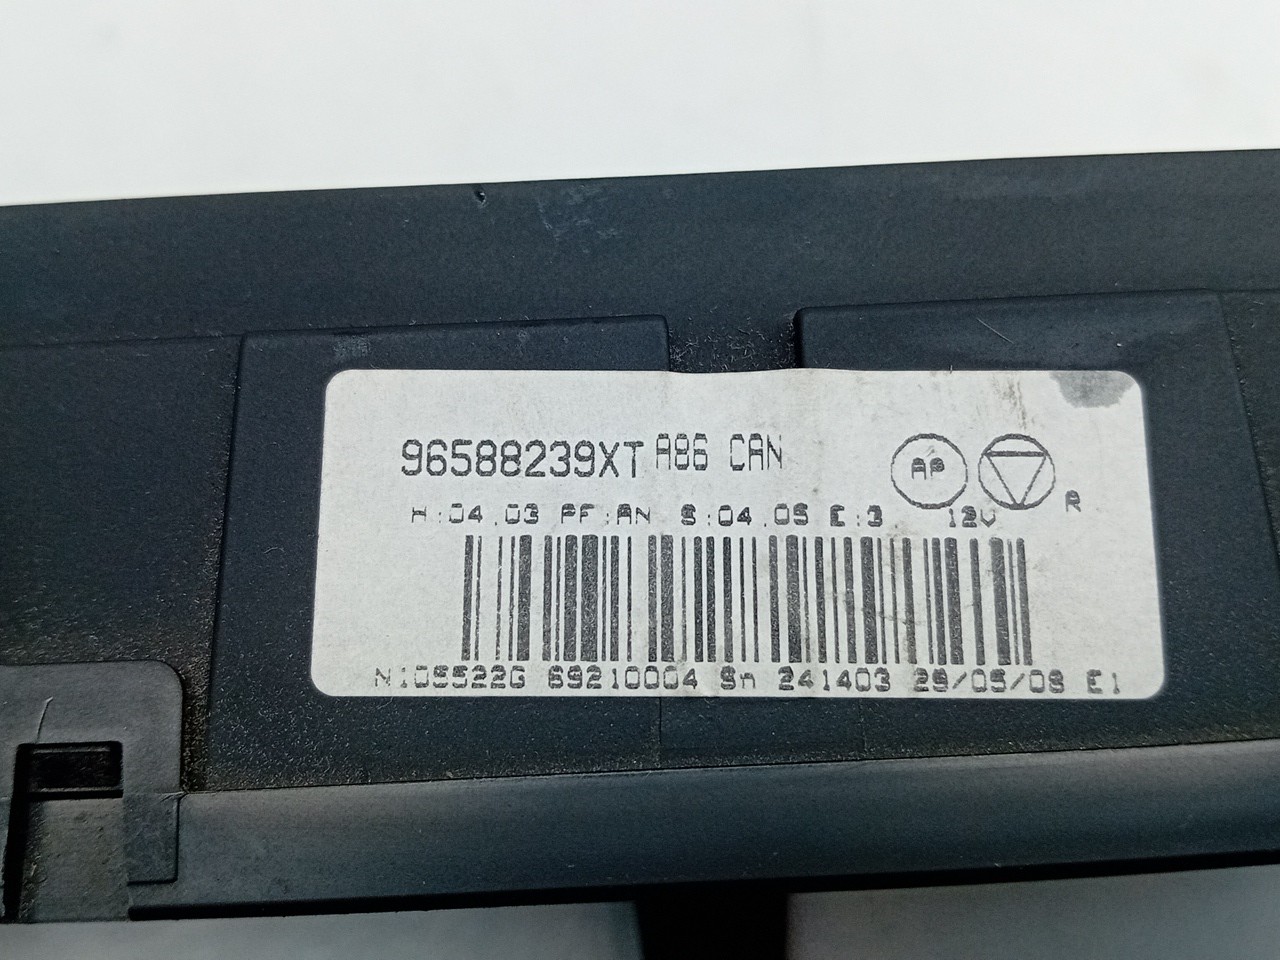 96588239XT A86 CAN
AP
R
H:04.03 PF:AN S:04.05 E:3 12V
N105522G 69210004 Sn 241403 29/05/08 E1